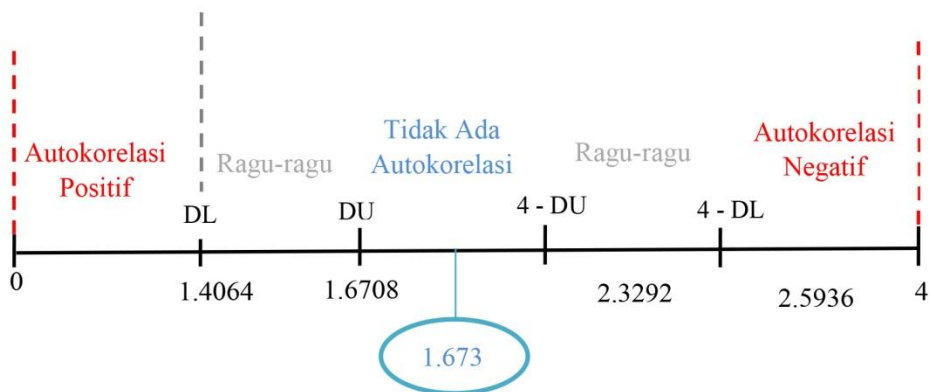 Autokorelasi
Positif
Ragu-ragu
Tidak Ada
Autokorelasi
Ragu-ragu
Autokorelasi
Negatif
DL
DU
4 - DU
4 - DL
0
1.4064
1.6708
2.3292
2.5936
4
1.673